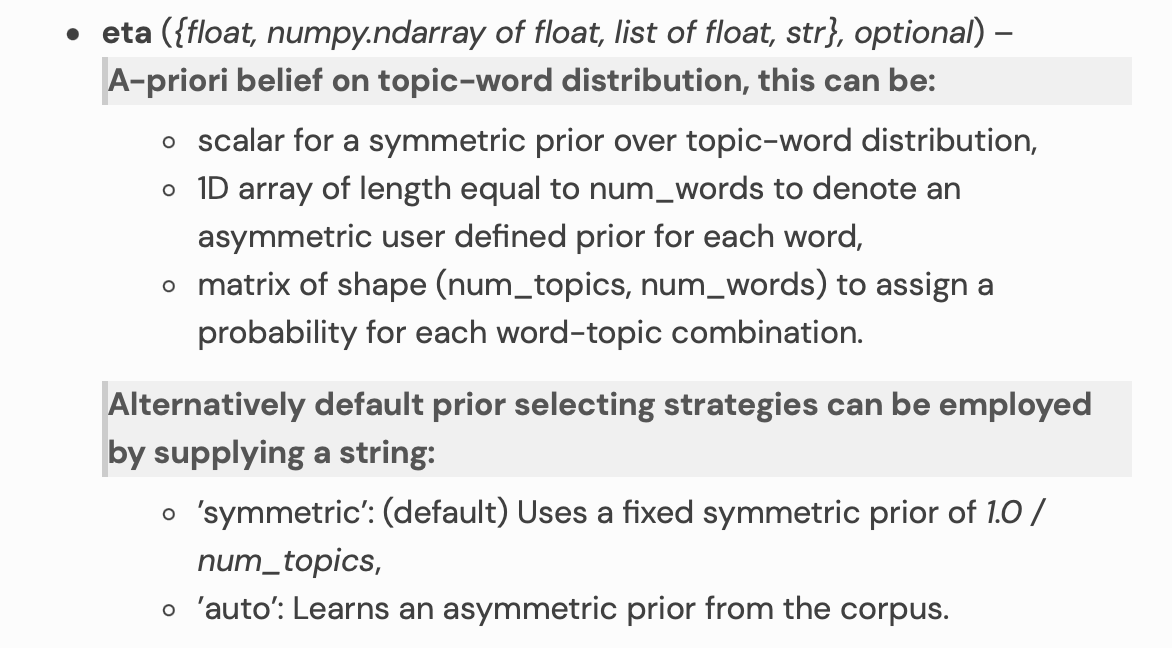 • eta ({float, numpy.ndarray of float, list of float, str}, optional) –
A-priori belief on topic-word distribution, this can be:
◦ scalar for a symmetric prior over topic-word distribution,
◦ 1D array of length equal to num_words to denote an
asymmetric user defined prior for each word,
◦ matrix of shape (num_topics, num_words) to assign a
probability for each word-topic combination.
Alternatively default prior selecting strategies can be employed
by supplying a string:
◦ ’symmetric’: (default) Uses a fixed symmetric prior of 1.0 /
num_topics,
◦ ’auto’: Learns an asymmetric prior from the corpus.